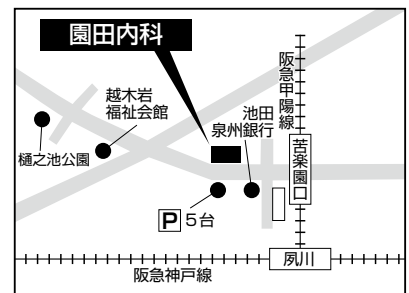 園田内科
越木岩
福祉会館
樋之池公園
池田
泉州銀行
阪急甲陽線
苦楽園口
P 5台
夙川
阪急神戸線